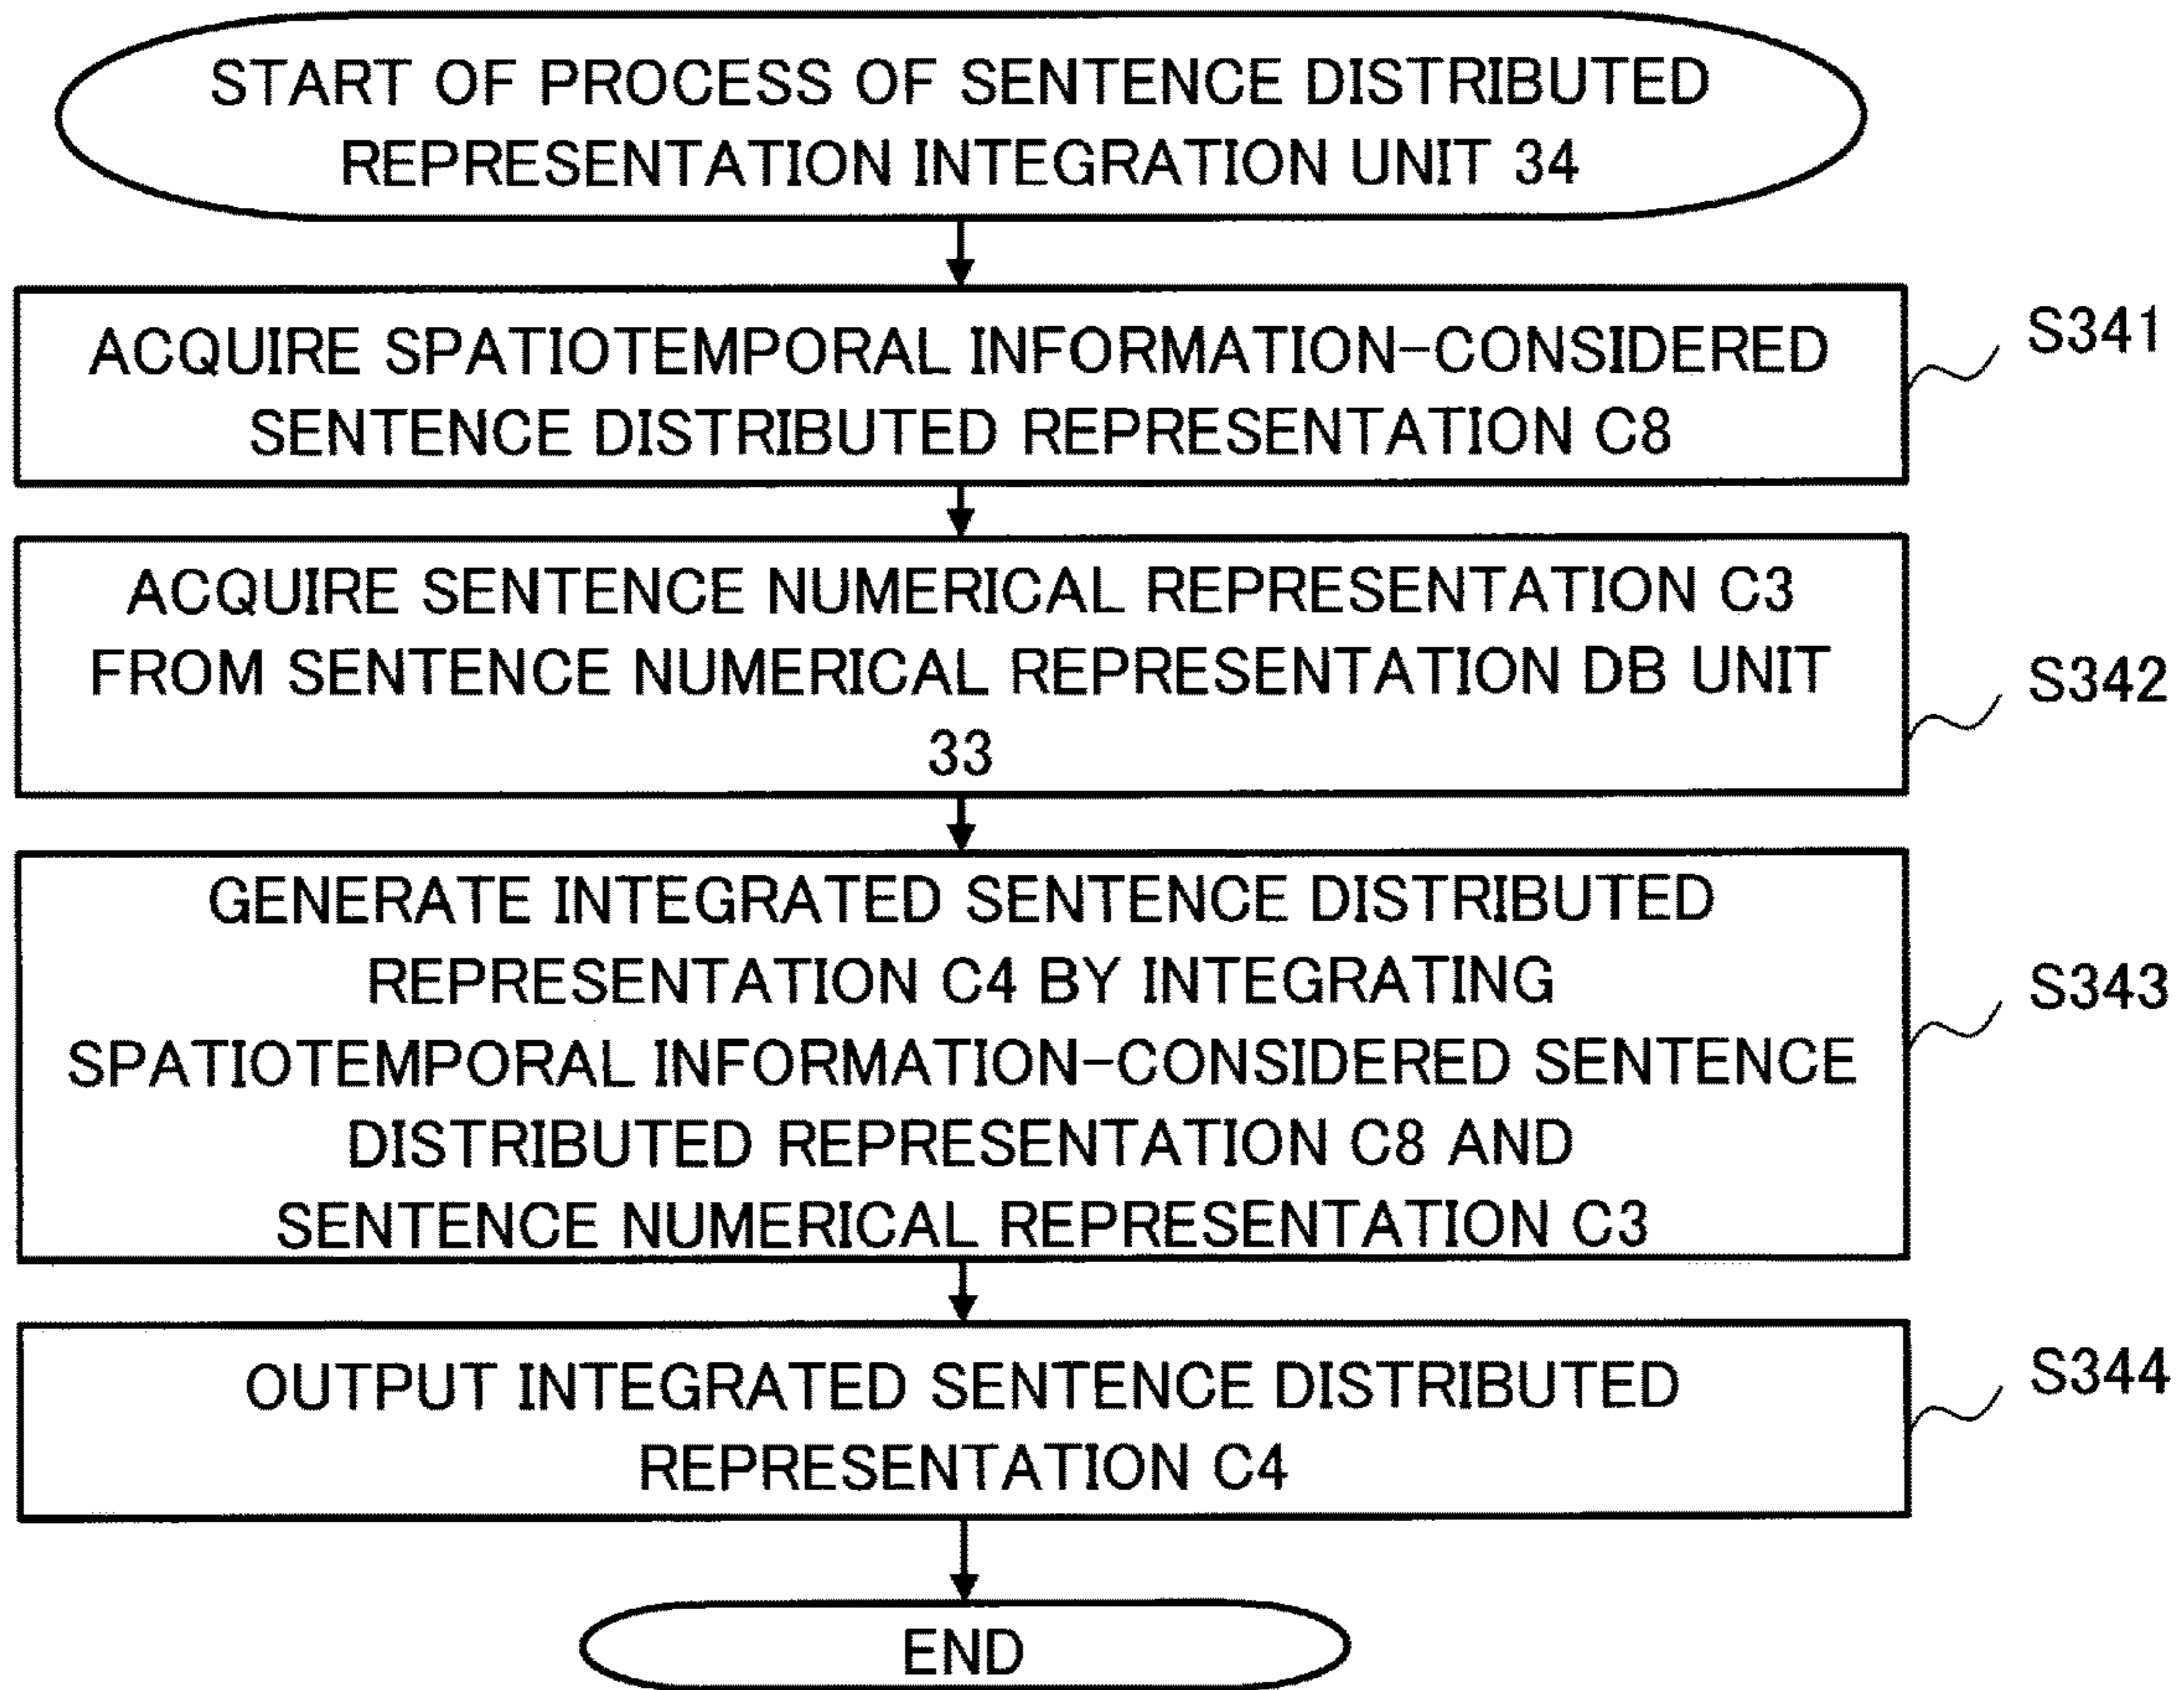 START OF PROCESS OF SENTENCE DISTRIBUTED
REPRESENTATION INTEGRATION UNIT 34
ACQUIRE SPATIOTEMPORAL INFORMATION-CONSIDERED
SENTENCE DISTRIBUTED REPRESENTATION C8
S341
ACQUIRE SENTENCE NUMERICAL REPRESENTATION C3
FROM SENTENCE NUMERICAL REPRESENTATION DB UNIT
33
S342
GENERATE INTEGRATED SENTENCE DISTRIBUTED
REPRESENTATION C4 BY INTEGRATING
SPATIOTEMPORAL INFORMATION-CONSIDERED SENTENCE
DISTRIBUTED REPRESENTATION C8 AND
SENTENCE NUMERICAL REPRESENTATION C3
S343
OUTPUT INTEGRATED SENTENCE DISTRIBUTED
REPRESENTATION C4
S344
END